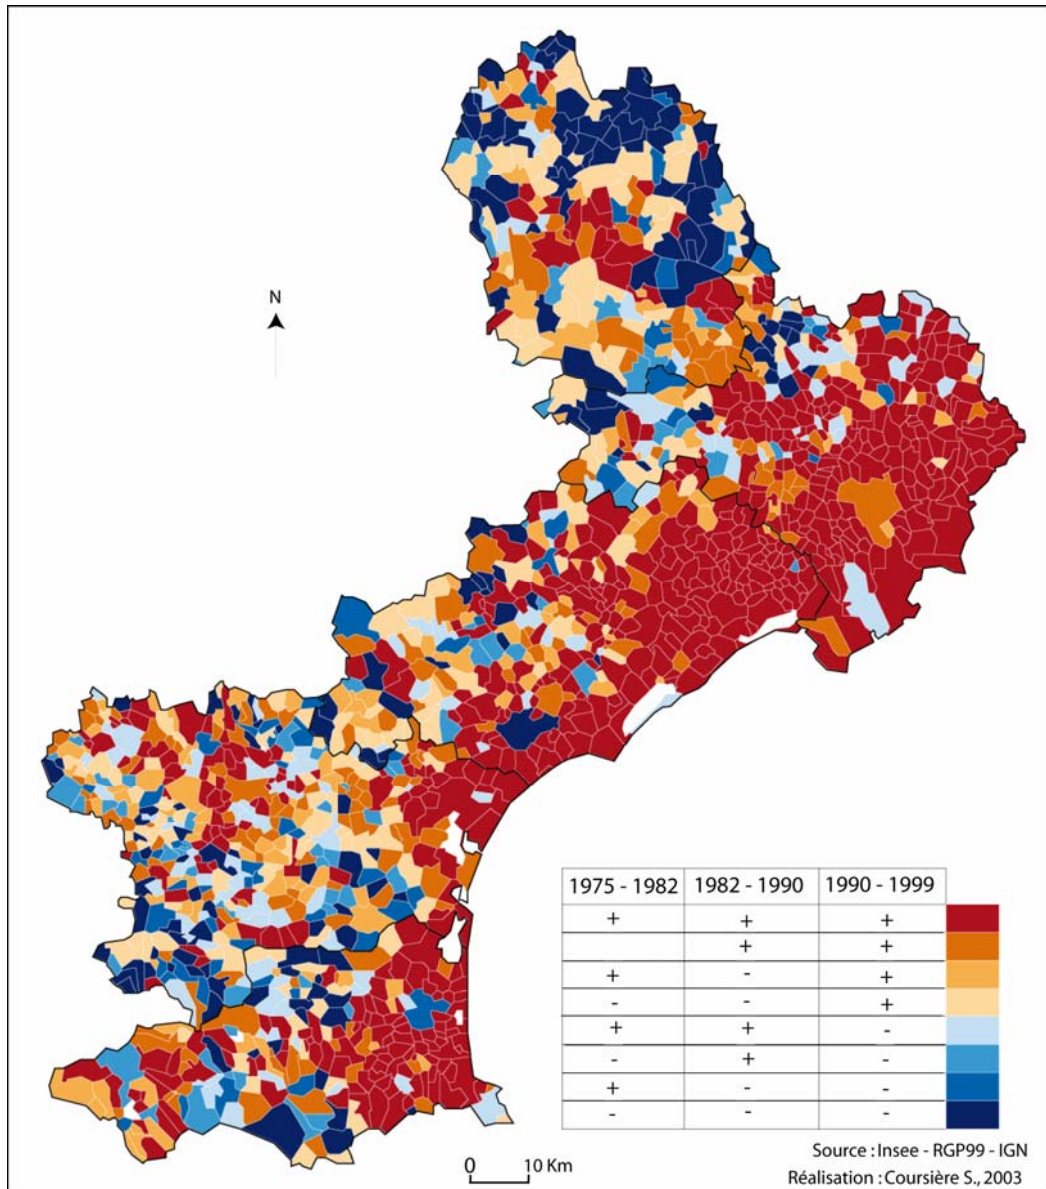 N
1975 - 1982 1982 - 1990 1990 - 1999
+ + +
+ +
+ - +
- - +
+ + -
- + -
+ - -
- - -
Source : Insee - RGP99 - IGN
0 10 Km
Réalisation : Coursière S., 2003